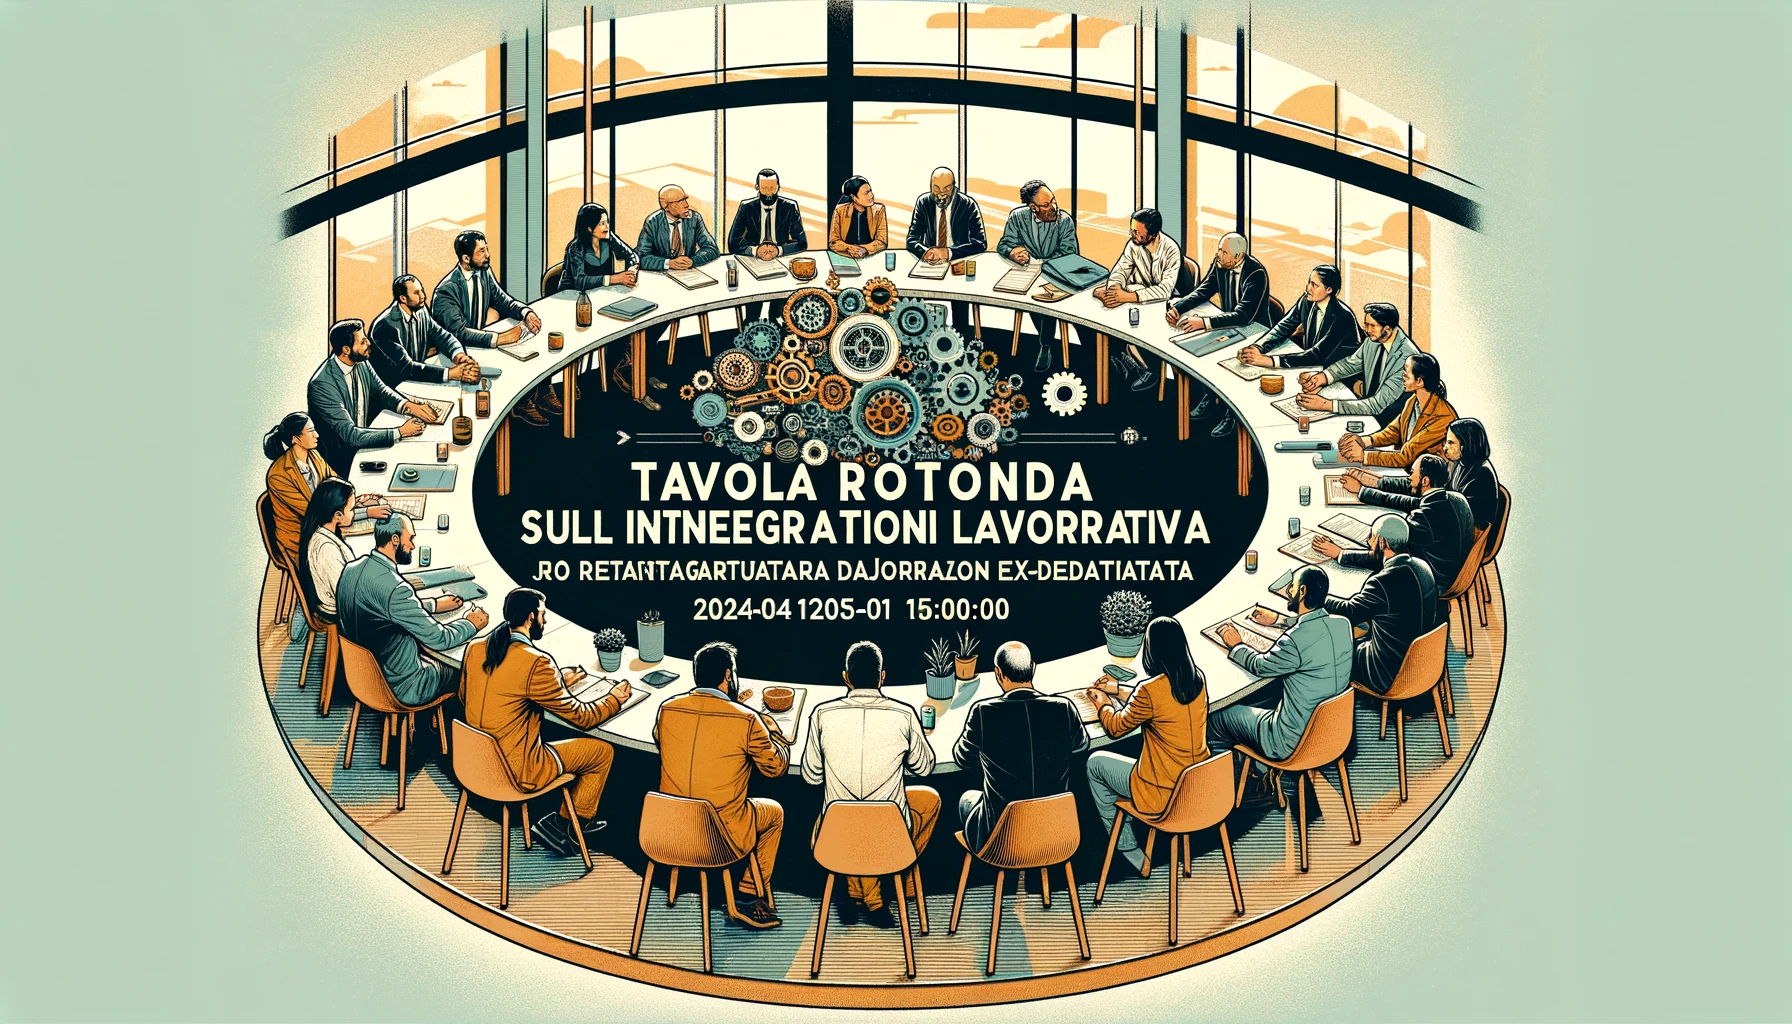 TAVOLA ROTONDA
SULL INTNEEGRATIONI LAVORRATIVA
JRO RETANTAGARTUATARA DAJORRAZON EX-DEDATIATATA
2024-04 1205-01 15:00:00